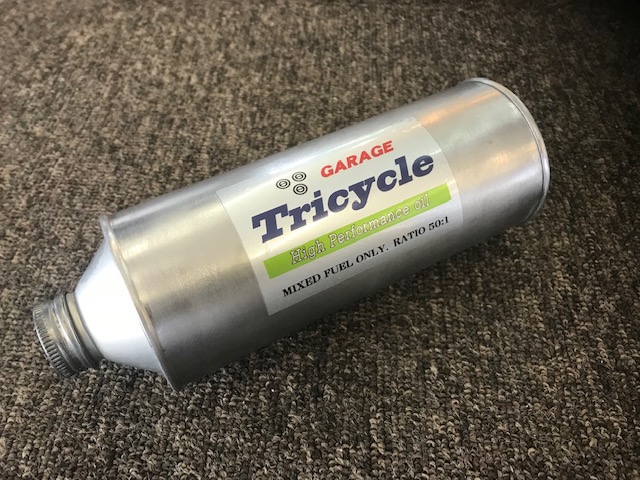 GARAGE
Tricycle
High Performance oil
MIXED FUEL ONLY. RATIO 50:1